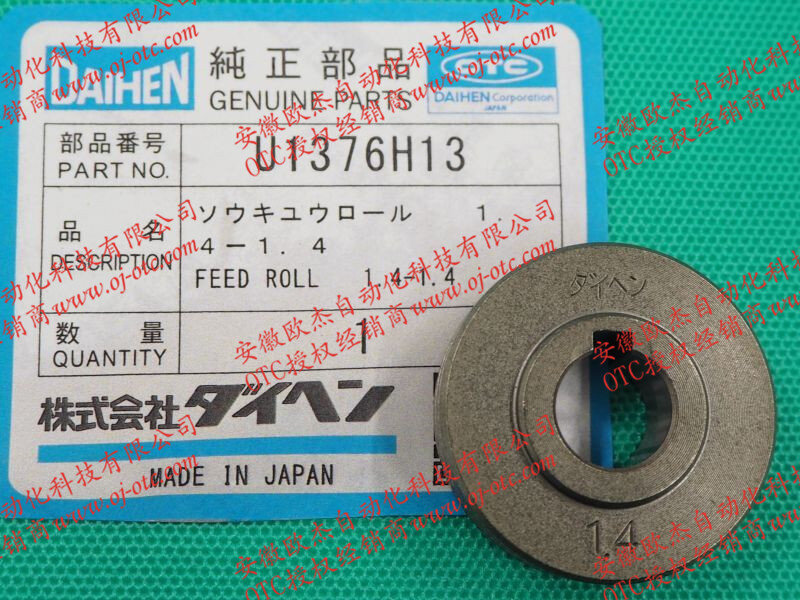 DAIHEN
純正部品
GENUINE PARTS
OTC
DAIHEN Corporation
JAPAN
部品番号
PART NO.
U1376H13
品 名
DESCRIPTION
ソウキユウロール 1.
4-1.4
FEED ROLL 1.4-1.4
数 量
QUANTITY
1
株式会社ダイヘン
MADE IN JAPAN
ダイヘン
1.4
安徽欧杰自动化科技有限公司
OTC授权经销商www.oj-otc.com